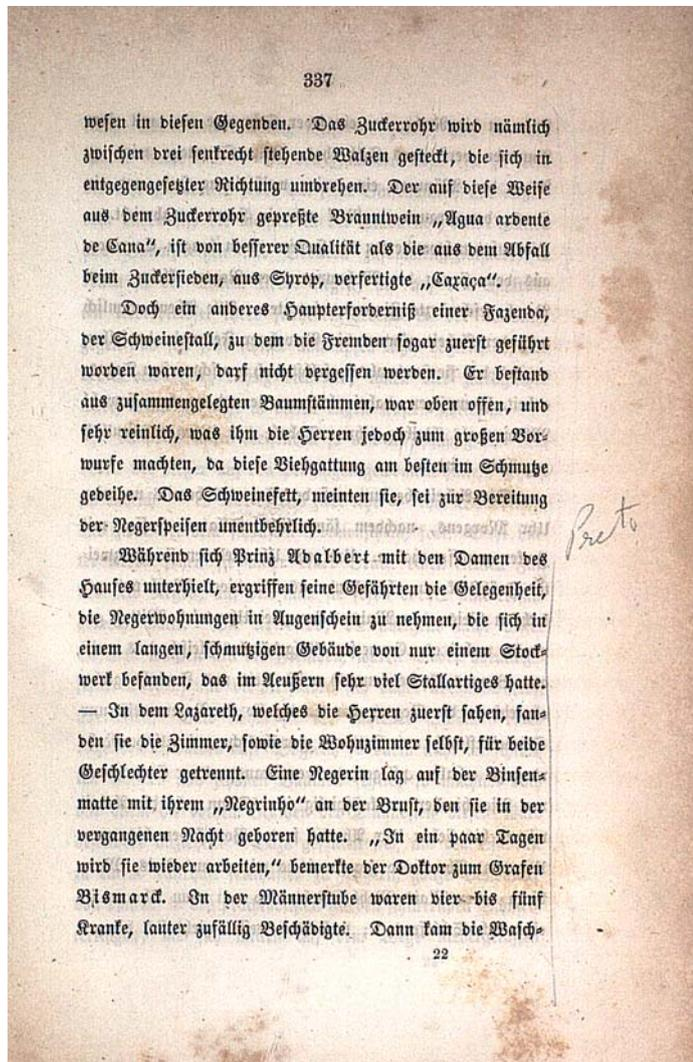 337
wesen in diesen Gegenden. Das Zuckerrohr wird nämlich
zwischen drei senkrecht stehende Walzen gesteckt, die sich in
entgegengesetzter Richtung umdrehen. Der auf diese Weise
aus dem Zuckerrohr gepreßte Branntwein „Agua ardente
de Cana“, ist von besserer Qualität als die aus dem Abfall
beim Zuckersieden, aus Syrop, verfertigte „Caxaça“.
Doch ein anderes Haupterforderniß einer Fazenda,
der Schweinestall, zu dem die Fremden sogar zuerst geführt
worden waren, darf nicht vergessen werden. Er bestand
aus zusammengelegten Baumstämmen, war oben offen, und
sehr reinlich, was ihm die Herren jedoch zum großen Vor-
wurfe machten, da diese Viehgattung am besten im Schmutze
gedeihe. Das Schweinefett, meinten sie, sei zur Bereitung
der Negerspeisen unentbehrlich.
Während sich Prinz Adalbert mit den Damen des
Hauses unterhielt, ergriffen seine Gefährten die Gelegenheit,
die Negerwohnungen in Augenschein zu nehmen, die sich in
einem langen, schmutzigen Gebäude von nur einem Stock-
werk befanden, das im Aeußern sehr viel Stallartiges hatte.
— In dem Lazareth, welches die Herren zuerst sahen, fan-
den sie die Zimmer, sowie die Wohnzimmer selbst, für beide
Geschlechter getrennt. Eine Negerin lag auf der Binsen-
matte mit ihrem „Negrinho“ an der Brust, den sie in der
vergangenen Nacht geboren hatte. „In ein paar Tagen
wird sie wieder arbeiten,“ bemerkte der Doktor zum Grafen
Bismarck. In der Männerstube waren vier bis fünf
Kranke, lauter zufällig Beschädigte. Dann kam die Wasch-
22
Preto